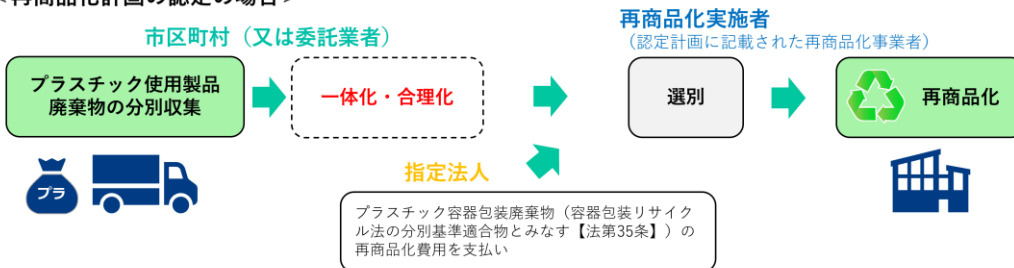 <再商品化計画の認定の場合>
市区町村（又は委託業者）
再商品化実施者
（認定計画に記載された再商品化事業者）
プラスチック使用製品
廃棄物の分別収集
一体化・合理化
選別
再商品化
プラ
指定法人
プラスチック容器包装廃棄物（容器包装リサイク
ル法の分別基準適合物とみなす【法第35条】）の
再商品化費用を支払い